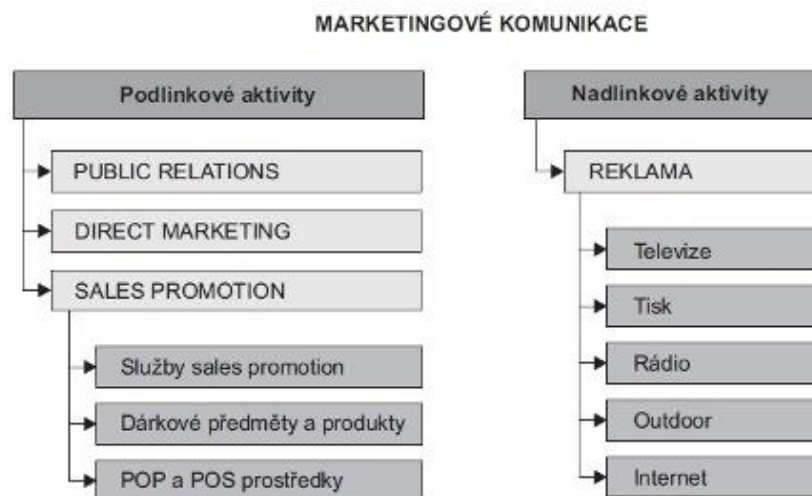 MARKETINGOVÉ KOMUNIKACE
Podlinkové aktivity
PUBLIC RELATIONS
DIRECT MARKETING
SALES PROMOTION
Služby sales promotion
Dárkové předměty a produkty
POP a POS prostředky
Nadlinkové aktivity
REKLAMA
Televize
Tisk
Rádio
Outdoor
Internet